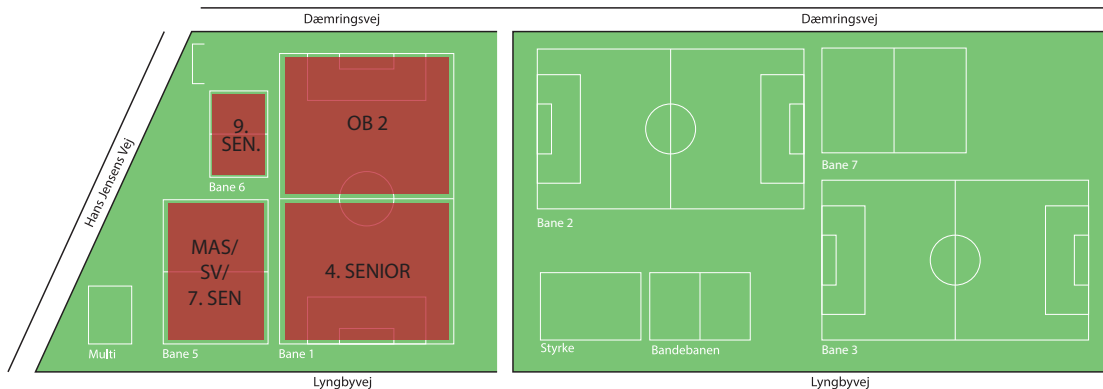 Dæmringsvej
Dæmringsvej
Hans Jensens Vej
9.
SEN.
OB 2
Bane 6
MAS/
SV/
7. SEN
4. SENIOR
Multi
Bane 5
Bane 1
Bane 2
Bane 7
Styrke
Bandebanen
Bane 3
Lyngbyvej
Lyngbyvej